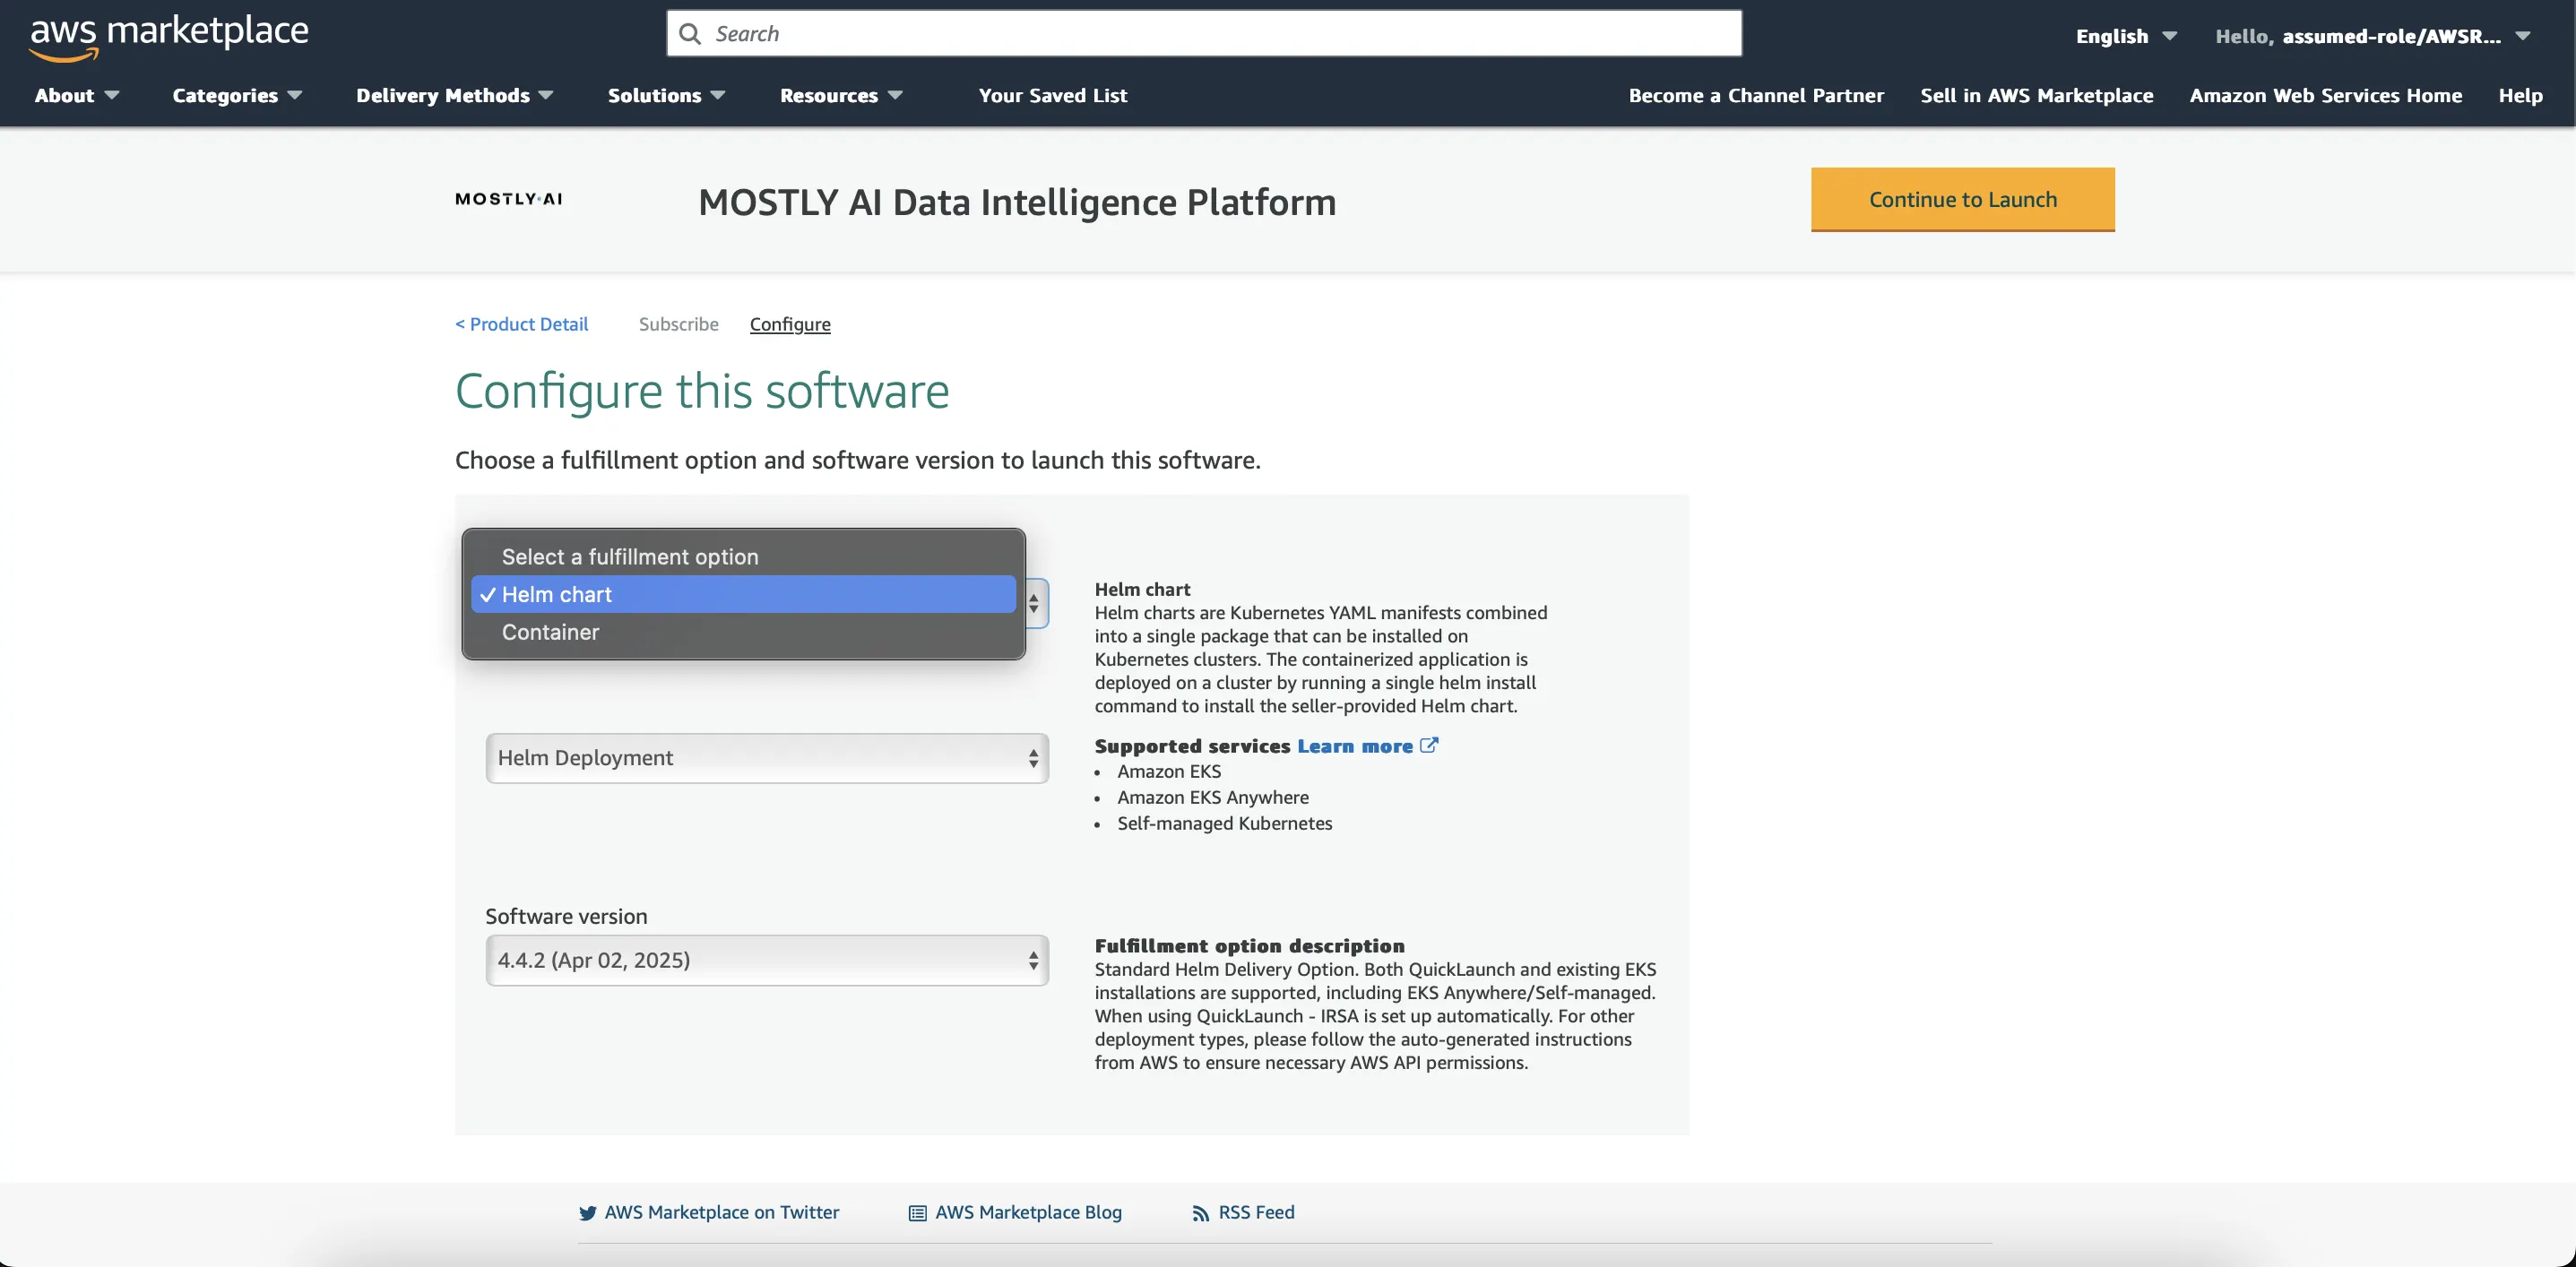 aws marketplace
Search
English
Hello, assumed-role/AWSR...
About
Categories
Delivery Methods
Solutions
Resources
Your Saved List
Become a Channel Partner
Sell in AWS Marketplace
Amazon Web Services Home
Help
MOSTLY·AI
MOSTLY AI Data Intelligence Platform
Continue to Launch
< Product Detail
Subscribe
Configure
Configure this software
Choose a fulfillment option and software version to launch this software.
Select a fulfillment option
✓ Helm chart
Container
Helm chart
Helm charts are Kubernetes YAML manifests combined
into a single package that can be installed on
Kubernetes clusters. The containerized application is
deployed on a cluster by running a single helm install
command to install the seller-provided Helm chart.
Helm Deployment
Supported services Learn more
• Amazon EKS
• Amazon EKS Anywhere
• Self-managed Kubernetes
Software version
4.4.2 (Apr 02, 2025)
Fulfillment option description
Standard Helm Delivery Option. Both QuickLaunch and existing EKS
installations are supported, including EKS Anywhere/Self-managed.
When using QuickLaunch - IRSA is set up automatically. For other
deployment types, please follow the auto-generated instructions
from AWS to ensure necessary AWS API permissions.
AWS Marketplace on Twitter
AWS Marketplace Blog
RSS Feed